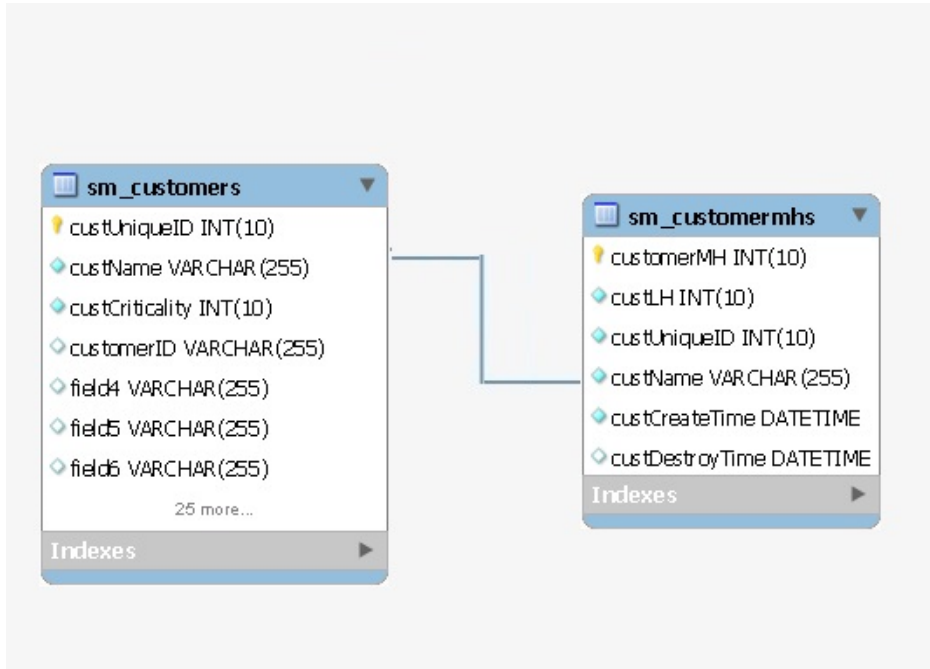 sm_customers
custUniqueID INT(10)
custName VARCHAR(255)
custCriticality INT(10)
customerID VARCHAR(255)
field4 VARCHAR(255)
field5 VARCHAR(255)
field6 VARCHAR(255)
25 more...
Indexes
sm_customermhs
customerMH INT(10)
custLH INT(10)
custUniqueID INT(10)
custName VARCHAR(255)
custCreateTime DATETIME
custDestroyTime DATETIME
Indexes